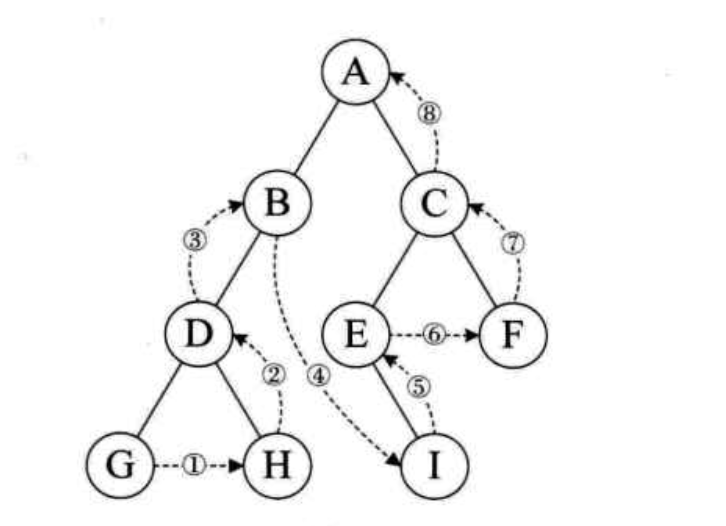 A
⑧
B
C
③
⑦
D
E
⑥
F
②
④
⑤
G
①
H
I